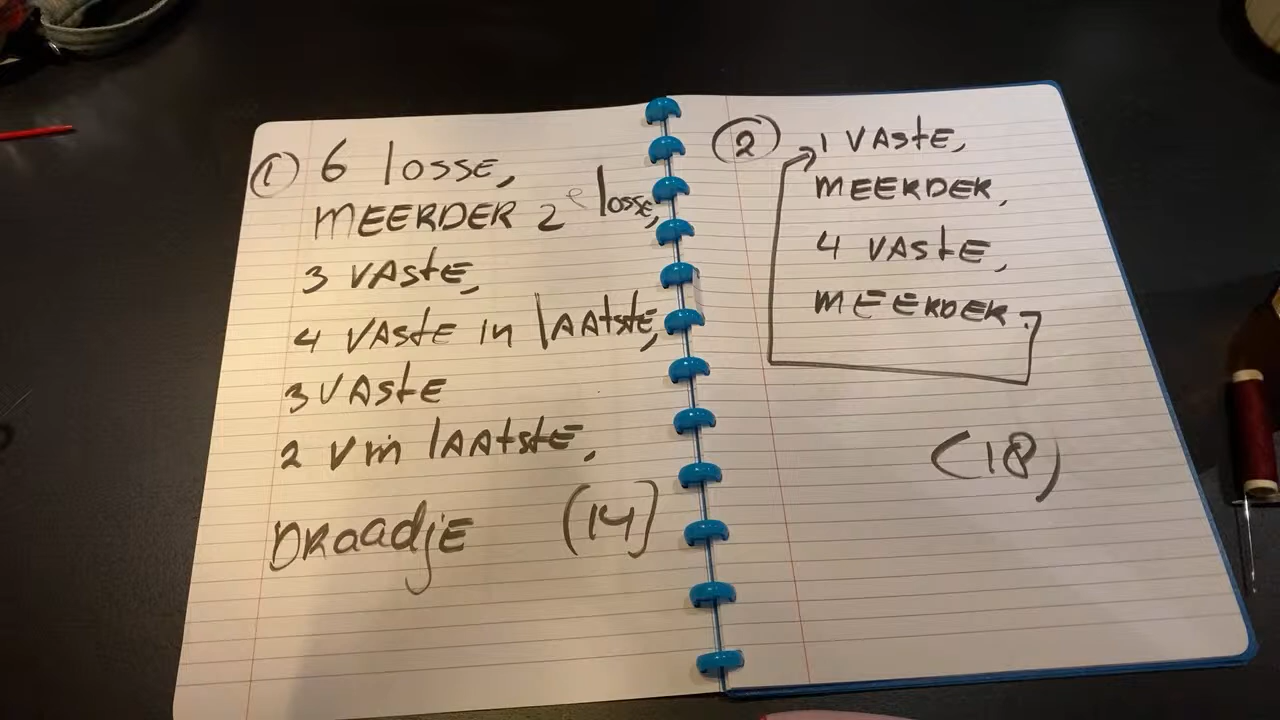 ① 6 losse,
MEERDER 2e losse,
3 VASTE,
4 VASTE in lAAtste,
3 VASTE
2 V in lAAtstE,
DRaadjE (14)
② 1 VASTE,
MEERDER,
4 VASTE,
MEERDER
(18)